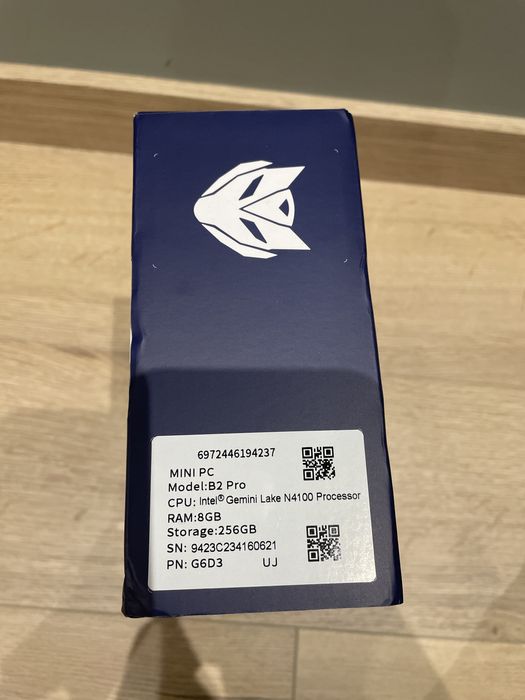 6972446194237
MINI PC
Model:B2 Pro
CPU: Intel® Gemini Lake N4100 Processor
RAM:8GB
Storage:256GB
SN: 9423C234160621
PN: G6D3 UJ